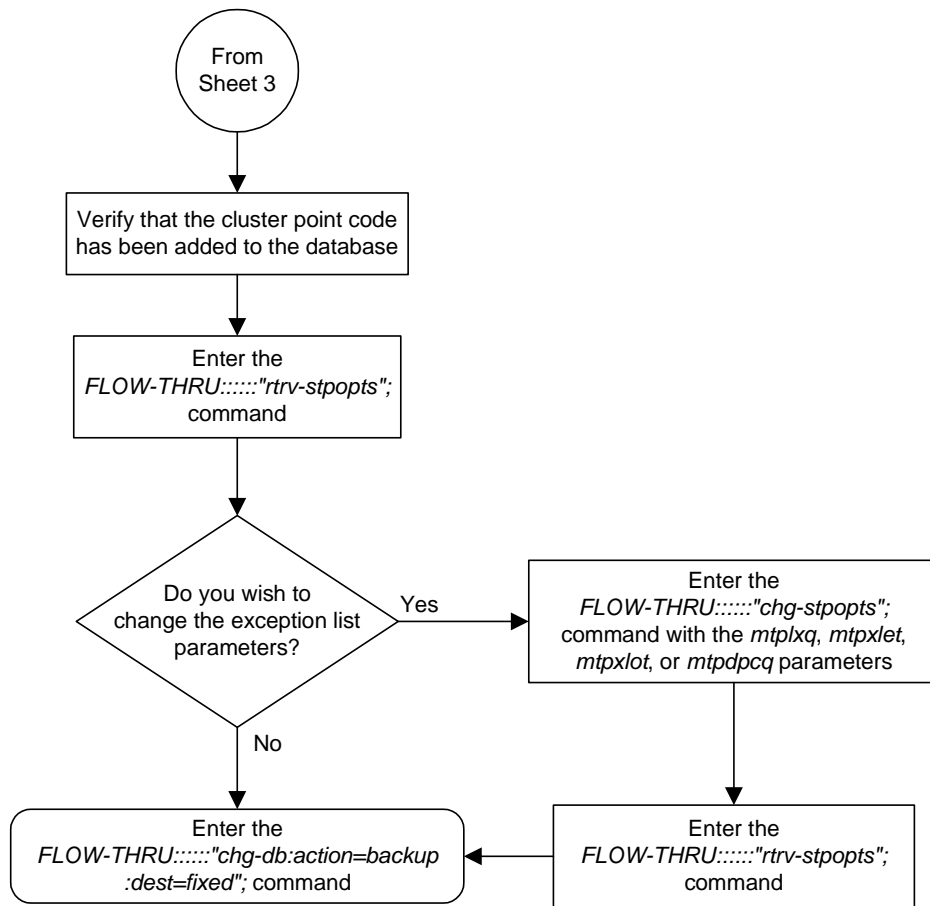 From
Sheet 3
Verify that the cluster point code
has been added to the database
Enter the
FLOW-THRU::::::"rtrv-stpopts";
command
Do you wish to
change the exception list
parameters?
Yes
Enter the
FLOW-THRU::::::"chg-stpopts";
command with the mtplxq, mtpxlet,
mtpxlot, or mtpdpcq parameters
No
Enter the
FLOW-THRU::::::"chg-db:action=backup
:dest=fixed"; command
Enter the
FLOW-THRU::::::"rtrv-stpopts";
command